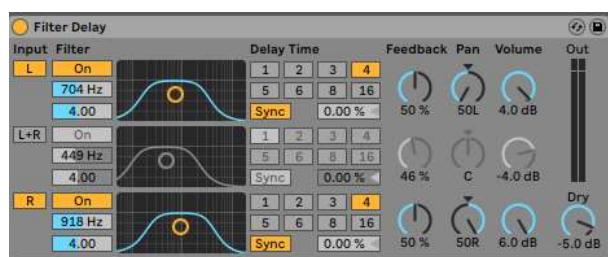 Filter Delay
Input Filter Delay Time Feedback Pan Volume Out
L On 1 2 3 4
704 Hz 5 6 8 16
4.00 Sync 0.00 % 50 % 50L 4.0 dB
L+R On 1 2 3 4
449 Hz 5 6 8 16
4.00 Sync 0.00 % 46 % C -4.0 dB
R On 1 2 3 4 Dry
918 Hz 5 6 8 16
4.00 Sync 0.00 % 50 % 50R 6.0 dB -5.0 dB